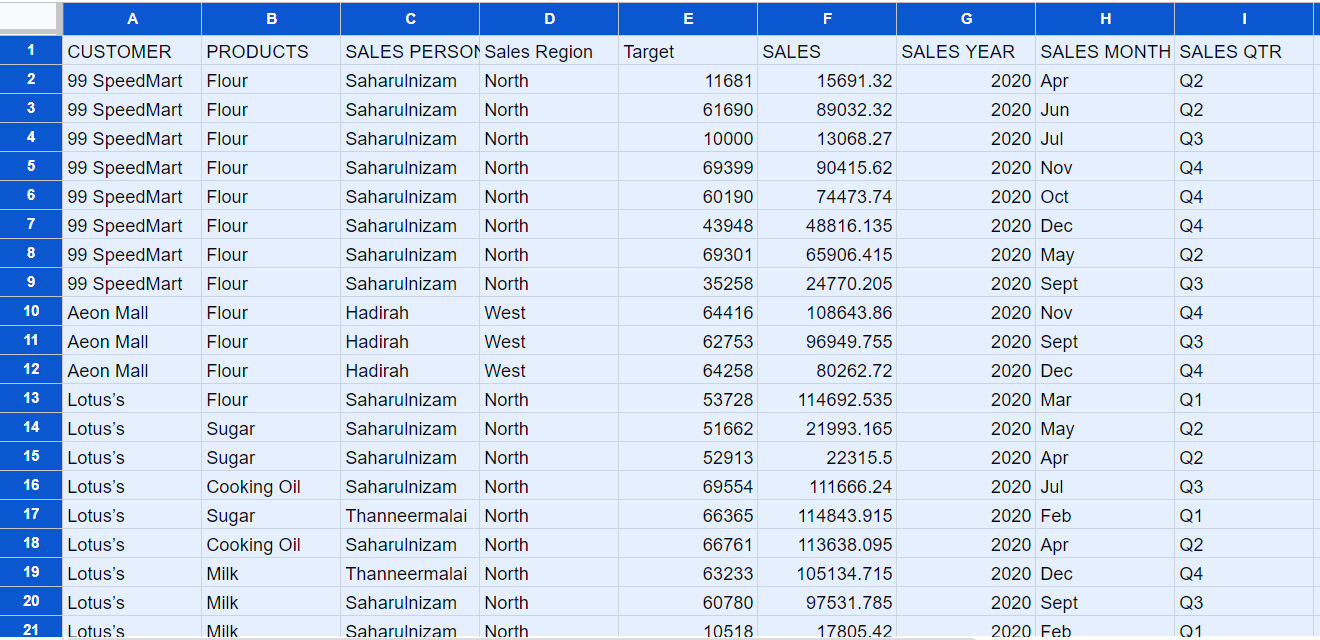 A B C D E F G H I
1 CUSTOMER PRODUCTS SALES PERSON Sales Region Target SALES SALES YEAR SALES MONTH SALES QTR
2 99 SpeedMart Flour Saharulnizam North 11681 15691.32 2020 Apr Q2
3 99 SpeedMart Flour Saharulnizam North 61690 89032.32 2020 Jun Q2
4 99 SpeedMart Flour Saharulnizam North 10000 13068.27 2020 Jul Q3
5 99 SpeedMart Flour Saharulnizam North 69399 90415.62 2020 Nov Q4
6 99 SpeedMart Flour Saharulnizam North 60190 74473.74 2020 Oct Q4
7 99 SpeedMart Flour Saharulnizam North 43948 48816.135 2020 Dec Q4
8 99 SpeedMart Flour Saharulnizam North 69301 65906.415 2020 May Q2
9 99 SpeedMart Flour Saharulnizam North 35258 24770.205 2020 Sept Q3
10 Aeon Mall Flour Hadirah West 64416 108643.86 2020 Nov Q4
11 Aeon Mall Flour Hadirah West 62753 96949.755 2020 Sept Q3
12 Aeon Mall Flour Hadirah West 64258 80262.72 2020 Dec Q4
13 Lotus’s Flour Saharulnizam North 53728 114692.535 2020 Mar Q1
14 Lotus’s Sugar Saharulnizam North 51662 21993.165 2020 May Q2
15 Lotus’s Sugar Saharulnizam North 52913 22315.5 2020 Apr Q2
16 Lotus’s Cooking Oil Saharulnizam North 69554 111666.24 2020 Jul Q3
17 Lotus’s Sugar Thanneermalai North 66365 114843.915 2020 Feb Q1
18 Lotus’s Cooking Oil Saharulnizam North 66761 113638.095 2020 Apr Q2
19 Lotus’s Milk Thanneermalai North 63233 105134.715 2020 Dec Q4
20 Lotus’s Milk Saharulnizam North 60780 97531.785 2020 Sept Q3
21 Lotus’s Milk Saharulnizam North 10518 17805.42 2020 Feb Q1